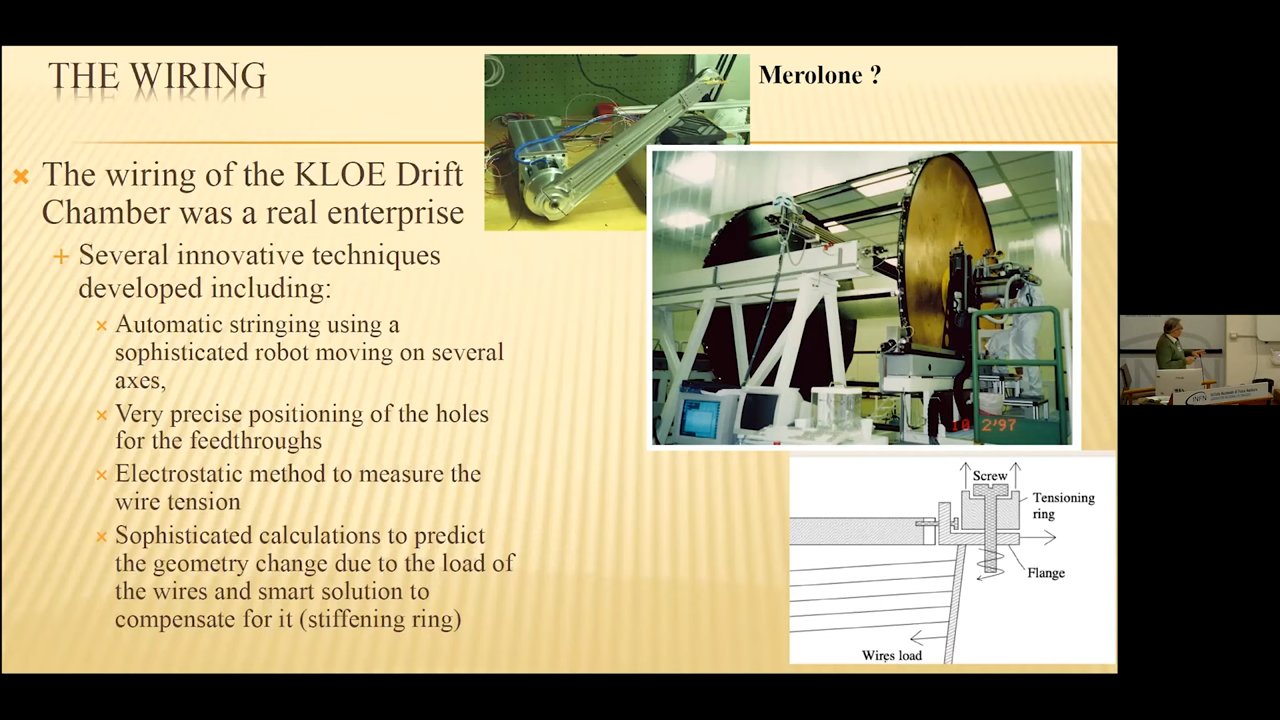 THE WIRING
Merolone ?
The wiring of the KLOE Drift
Chamber was a real enterprise
Several innovative techniques
developed including:
Automatic stringing using a
sophisticated robot moving on several
axes,
Very precise positioning of the holes
for the feedthroughs
Electrostatic method to measure the
wire tension
Sophisticated calculations to predict
the geometry change due to the load of
the wires and smart solution to
compensate for it (stiffening ring)
10 2'97
Screw
Tensioning
ring
Flange
Wires load
INFN